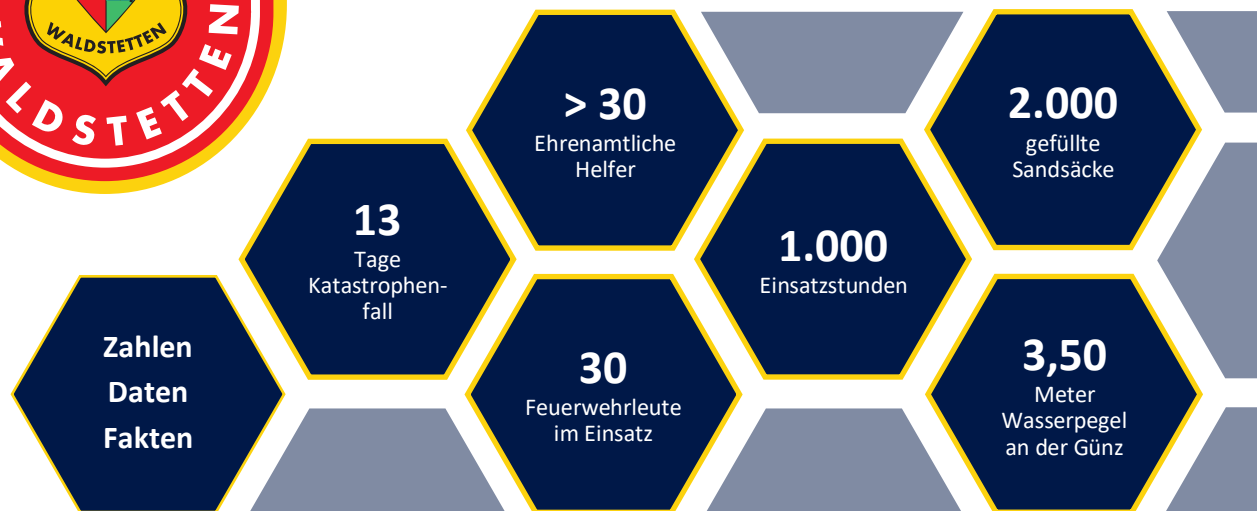 WALDSTETTEN
ALDSTETTEN
> 30
Ehrenamtliche
Helfer
2.000
gefüllte
Sandsäcke
13
Tage
Katastrophen-
fall
1.000
Einsatzstunden
Zahlen
Daten
Fakten
30
Feuerwehrleute
im Einsatz
3,50
Meter
Wasserpegel
an der Günz